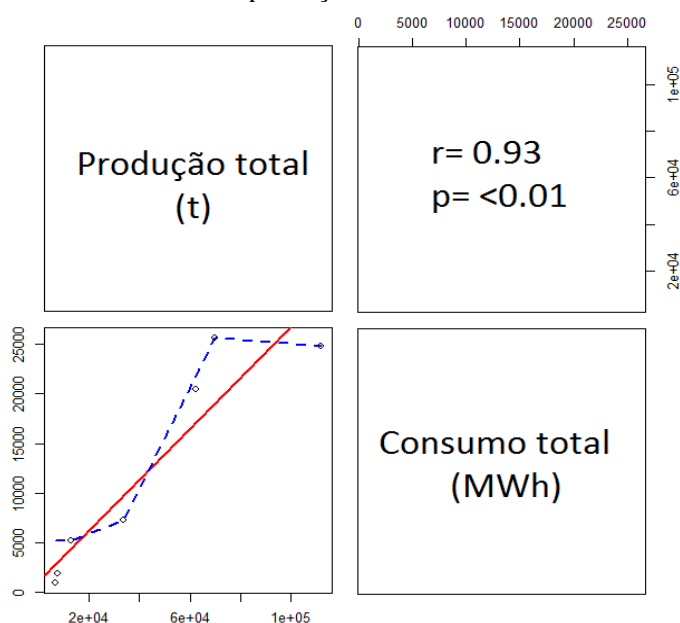 0 5000 10000 15000 20000 25000
Produção total
(t)
r= 0.93
p= <0.01
1e+05
6e+04
2e+04
25000
20000
15000
10000
5000
0
Consumo total
(MWh)
2e+04 6e+04 1e+05